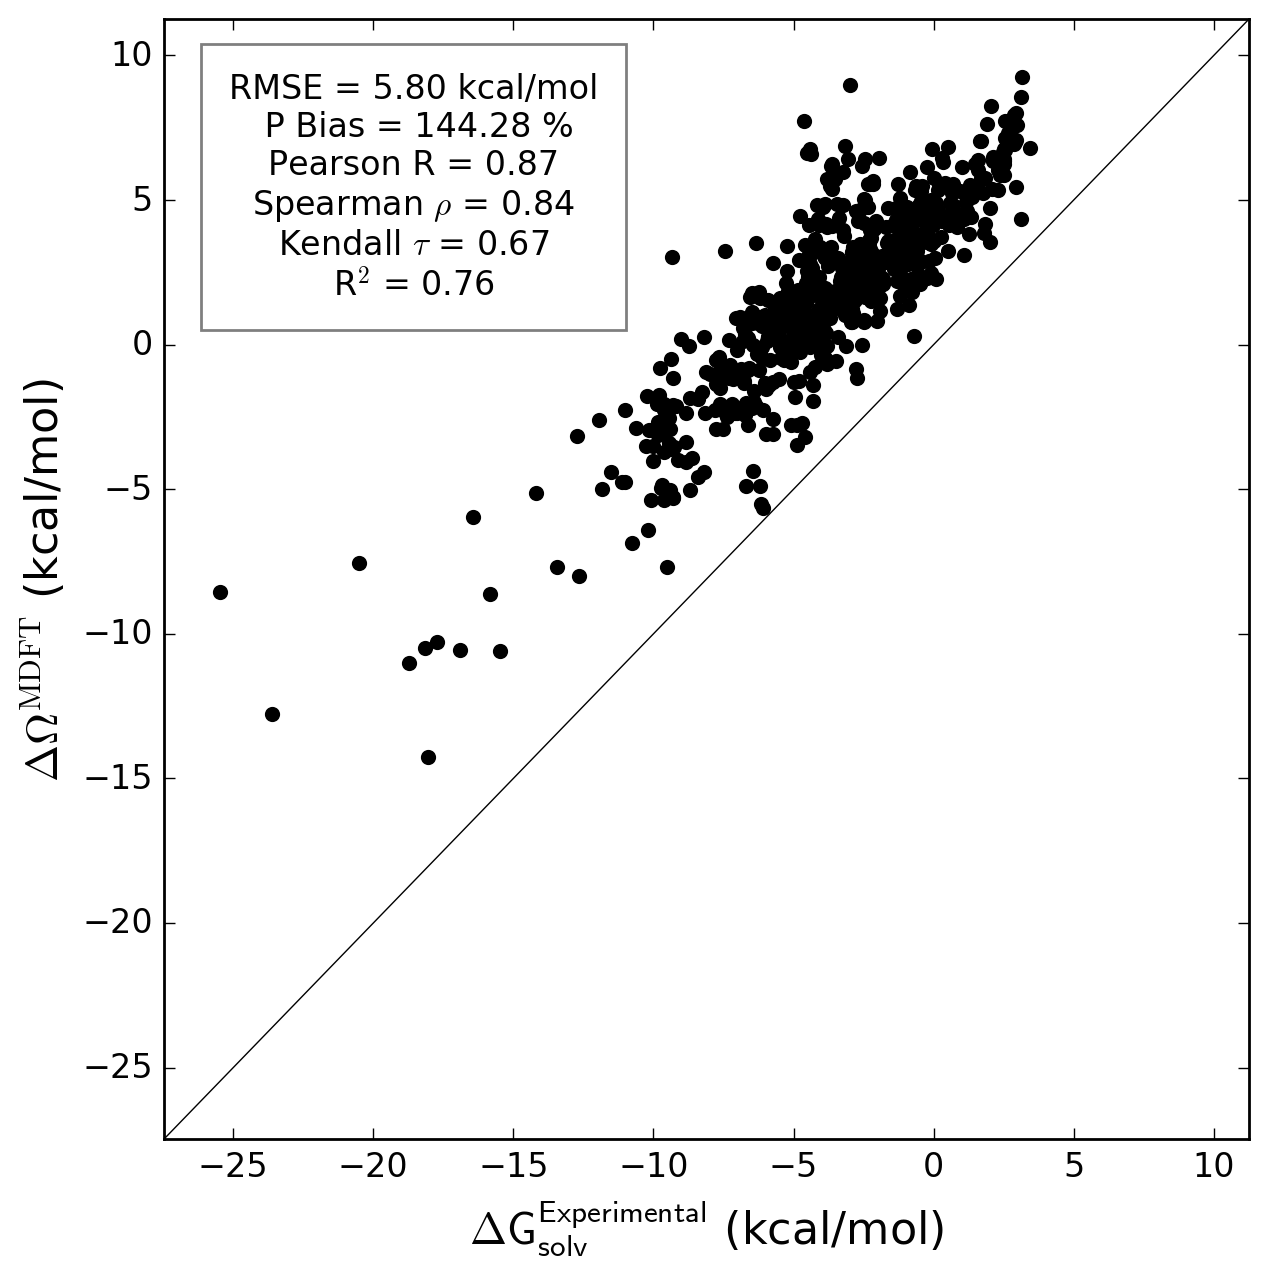 RMSE = 5.80 kcal/mol
P Bias = 144.28 %
Pearson R = 0.87
Spearman ρ = 0.84
Kendall τ = 0.67
R² = 0.76
10
5
0
−5
−10
−15
−20
−25
ΔΩ^MDFT (kcal/mol)
−25 −20 −15 −10 −5 0 5 10
ΔG_solv^Experimental (kcal/mol)